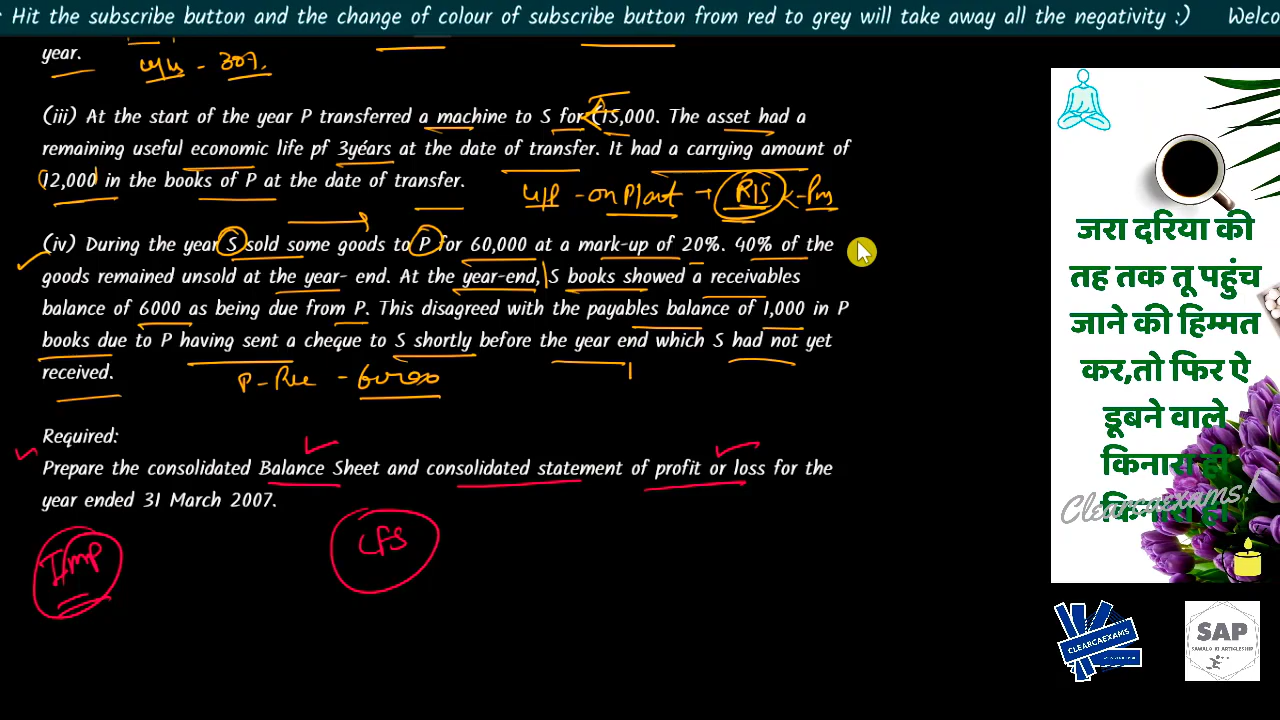 Hit the subscribe button and the change of colour of subscribe button from red to grey will take away all the negativity :) Welco
year.
(iii) At the start of the year P transferred a machine to S for 15,000. The asset had a
remaining useful economic life pf 3years at the date of transfer. It had a carrying amount of
12,000 in the books of P at the date of transfer.
(iv) During the year S sold some goods to P for 60,000 at a mark-up of 20%. 40% of the
goods remained unsold at the year- end. At the year-end, S books showed a receivables
balance of 6000 as being due from P. This disagreed with the payables balance of 1,000 in P
books due to P having sent a cheque to S shortly before the year end which S had not yet
received.
Required:
Prepare the consolidated Balance Sheet and consolidated statement of profit or loss for the
year ended 31 March 2007.
Imp
CFS
जरा दरिया की
तह तक तू पहुंच
जाने की हिम्मत
कर,तो फिर ऐ
डूबने वाले
किनारा ही
किनारा है।
Clearcaexams!
CLEARCAEXAMS
SAP
SAMALO KI ARTICLESHIP